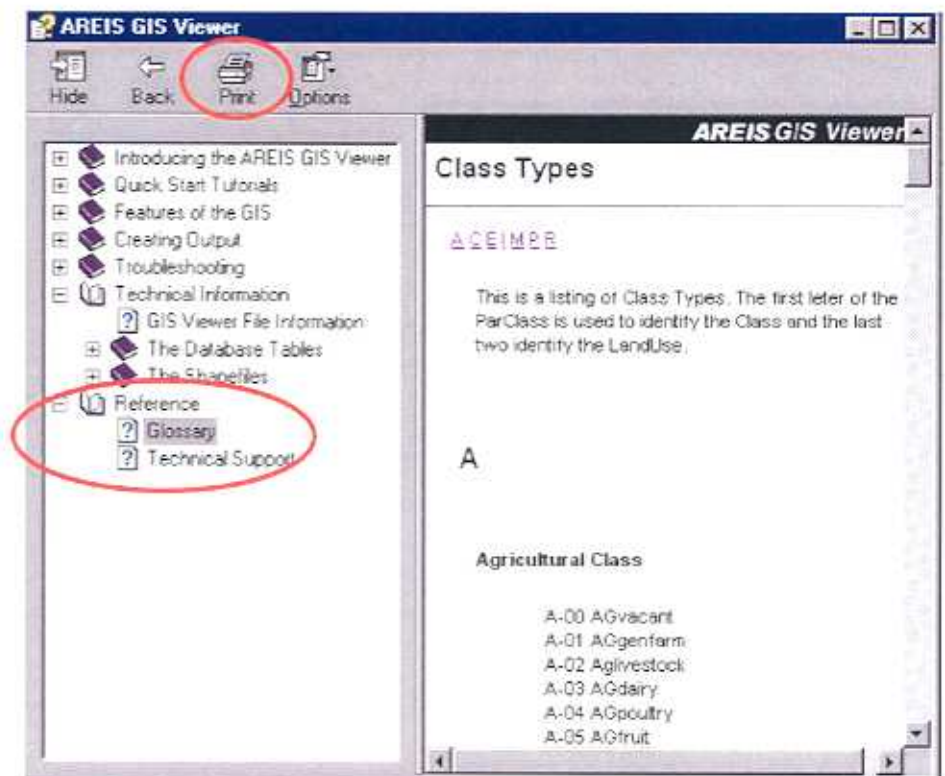 AREIS GIS Viewer
Hide Back Print Options
Introducing the AREIS GIS Viewer
Quick Start Tutorials
Features of the GIS
Creating Output
Troubleshooting
Technical Information
GIS Viewer File Information
The Database Tables
The Shapefiles
Reference
Glossary
Technical Support
AREIS GIS Viewer
Class Types
A C E I M P R
This is a listing of Class Types. The first leter of the
ParClass is used to identify the Class and the last
two identify the LandUse.
A
Agricultural Class
A-00 AGvacant
A-01 AGgenfarm
A-02 Aglivestock
A-03 AGdairy
A-04 AGpoultry
A-05 AGfruit